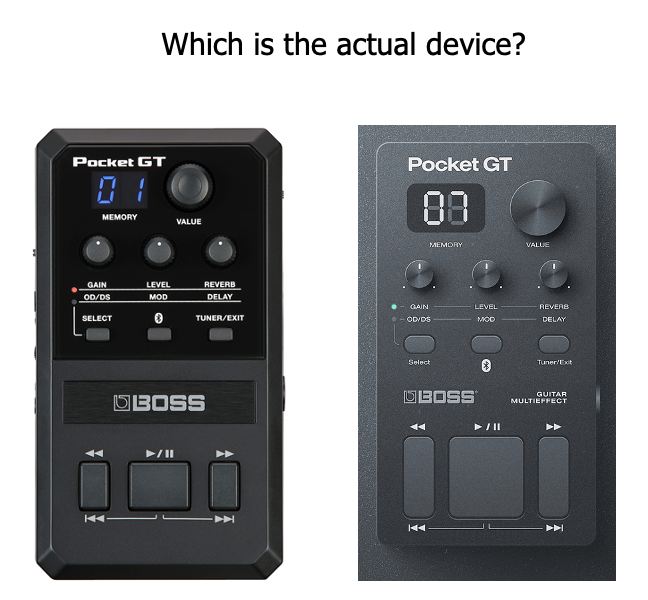 Which is the actual device?
Pocket GT
01
MEMORY
VALUE
GAIN LEVEL REVERB
OD/DS MOD DELAY
SELECT TUNER/EXIT
BOSS
Pocket GT
07
MEMORY VALUE
GAIN LEVEL REVERB
OD/DS MOD DELAY
Select Tuner/Exit
BOSS GUITAR
MULTIEFFECT